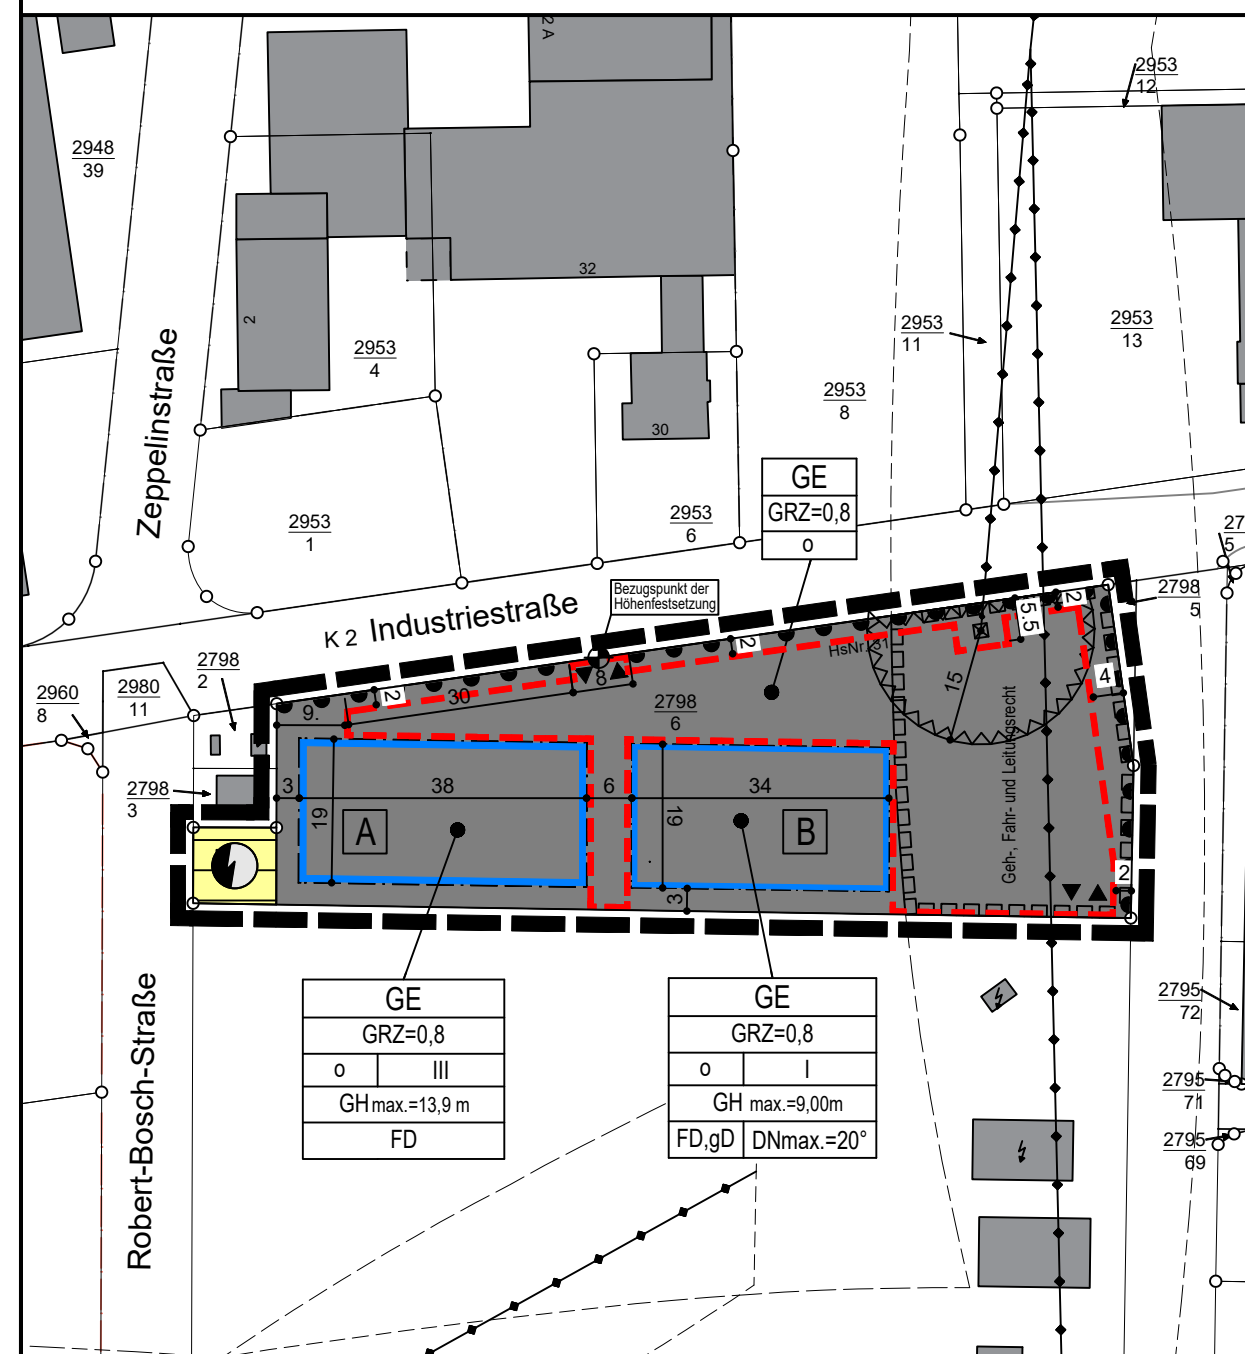 2 A
2953
12
2948
39
32
2
2953
4
2953
11
2953
13
2953
8
30
Zeppelinstraße
GE
GRZ=0,8
o
2953
1
2953
6
27
5
Bezugspunkt der
Höhenfestsetzung
K 2 Industriestraße
2798
5
2
5.5
2
HsNr. 31
2798
2
2960
8
2980
11
2
30
8
9.
15
4
2798
6
Geh-, Fahr- und Leitungsrecht
2798
3
3
38
6
34
19
19
A
B
2
3
Robert-Bosch-Straße
GE
GRZ=0,8
o III
GH max.=13,9 m
FD
GE
GRZ=0,8
o I
GH max.=9,00m
FD,gD DNmax.=20°
2795
72
2795
71
2795
69